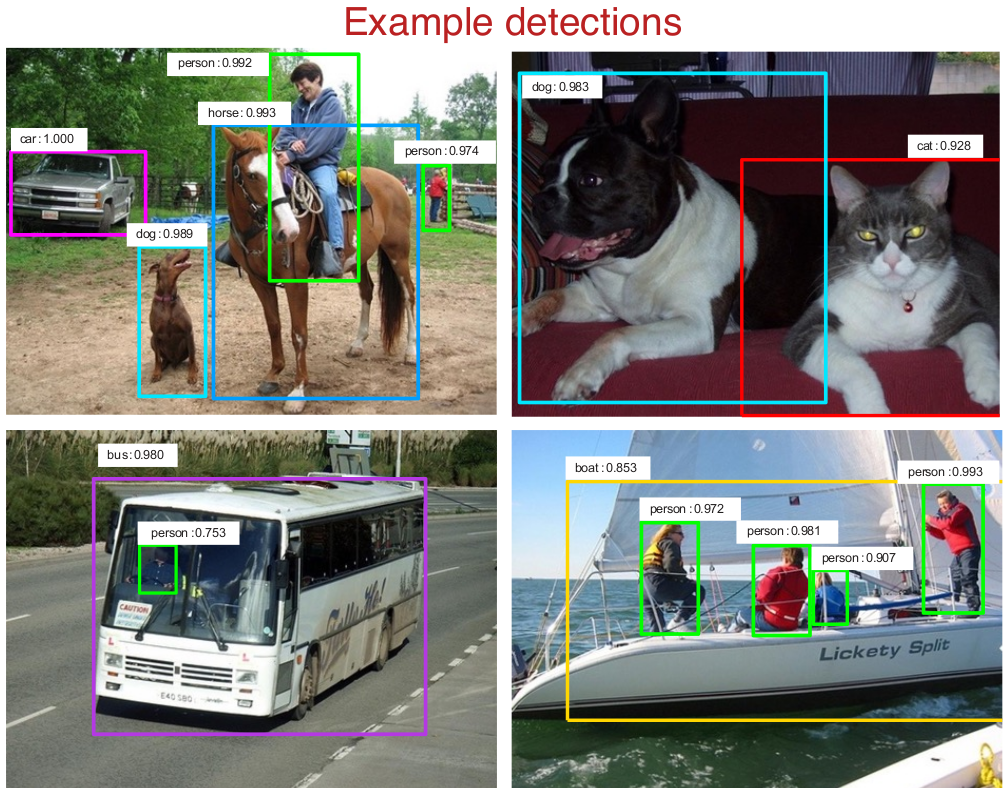 Example detections
person : 0.992
horse : 0.993
car : 1.000
person : 0.974
dog : 0.989
dog : 0.983
cat : 0.928
bus : 0.980
person : 0.753
CAUTION
L
L
E40 SBO
boat : 0.853
person : 0.993
person : 0.972
person : 0.981
person : 0.907
Lickety Split